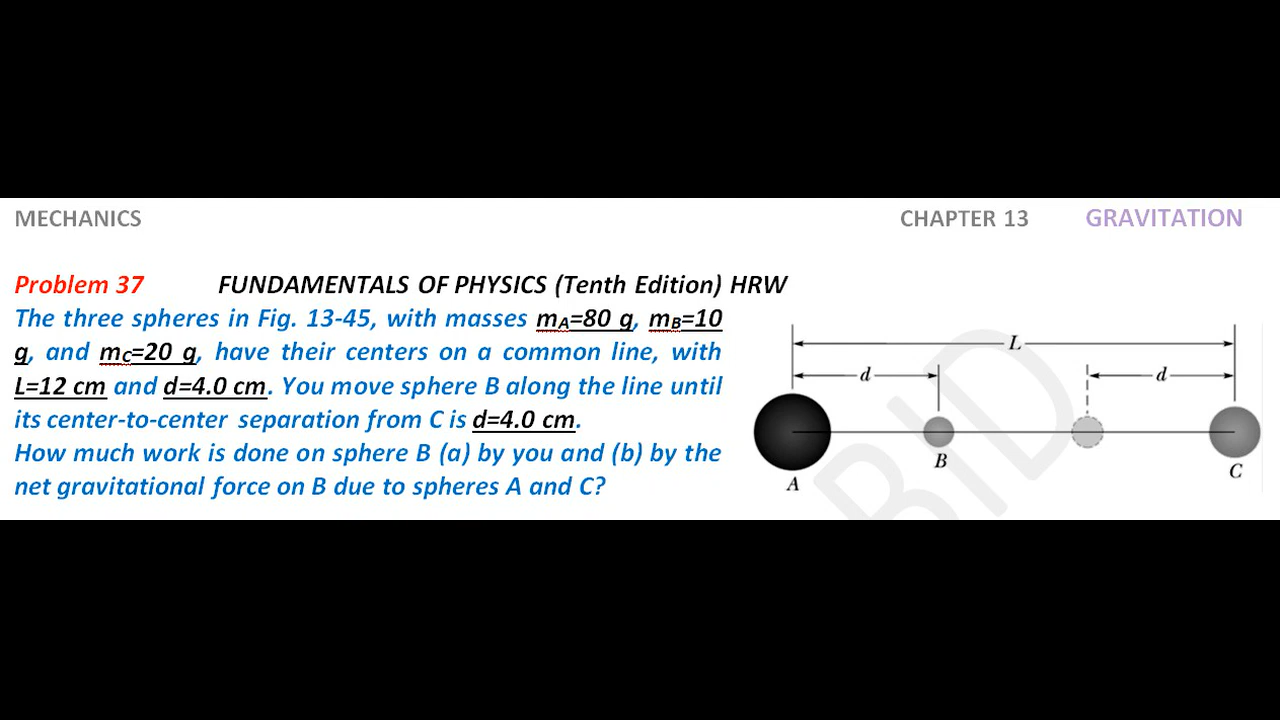 MECHANICS CHAPTER 13 GRAVITATION
Problem 37 FUNDAMENTALS OF PHYSICS (Tenth Edition) HRW
The three spheres in Fig. 13-45, with masses mA=80 g, mB=10
g, and mC=20 g, have their centers on a common line, with
L=12 cm and d=4.0 cm. You move sphere B along the line until
its center-to-center separation from C is d=4.0 cm.
How much work is done on sphere B (a) by you and (b) by the
net gravitational force on B due to spheres A and C?
L
d d
B
A C
BID